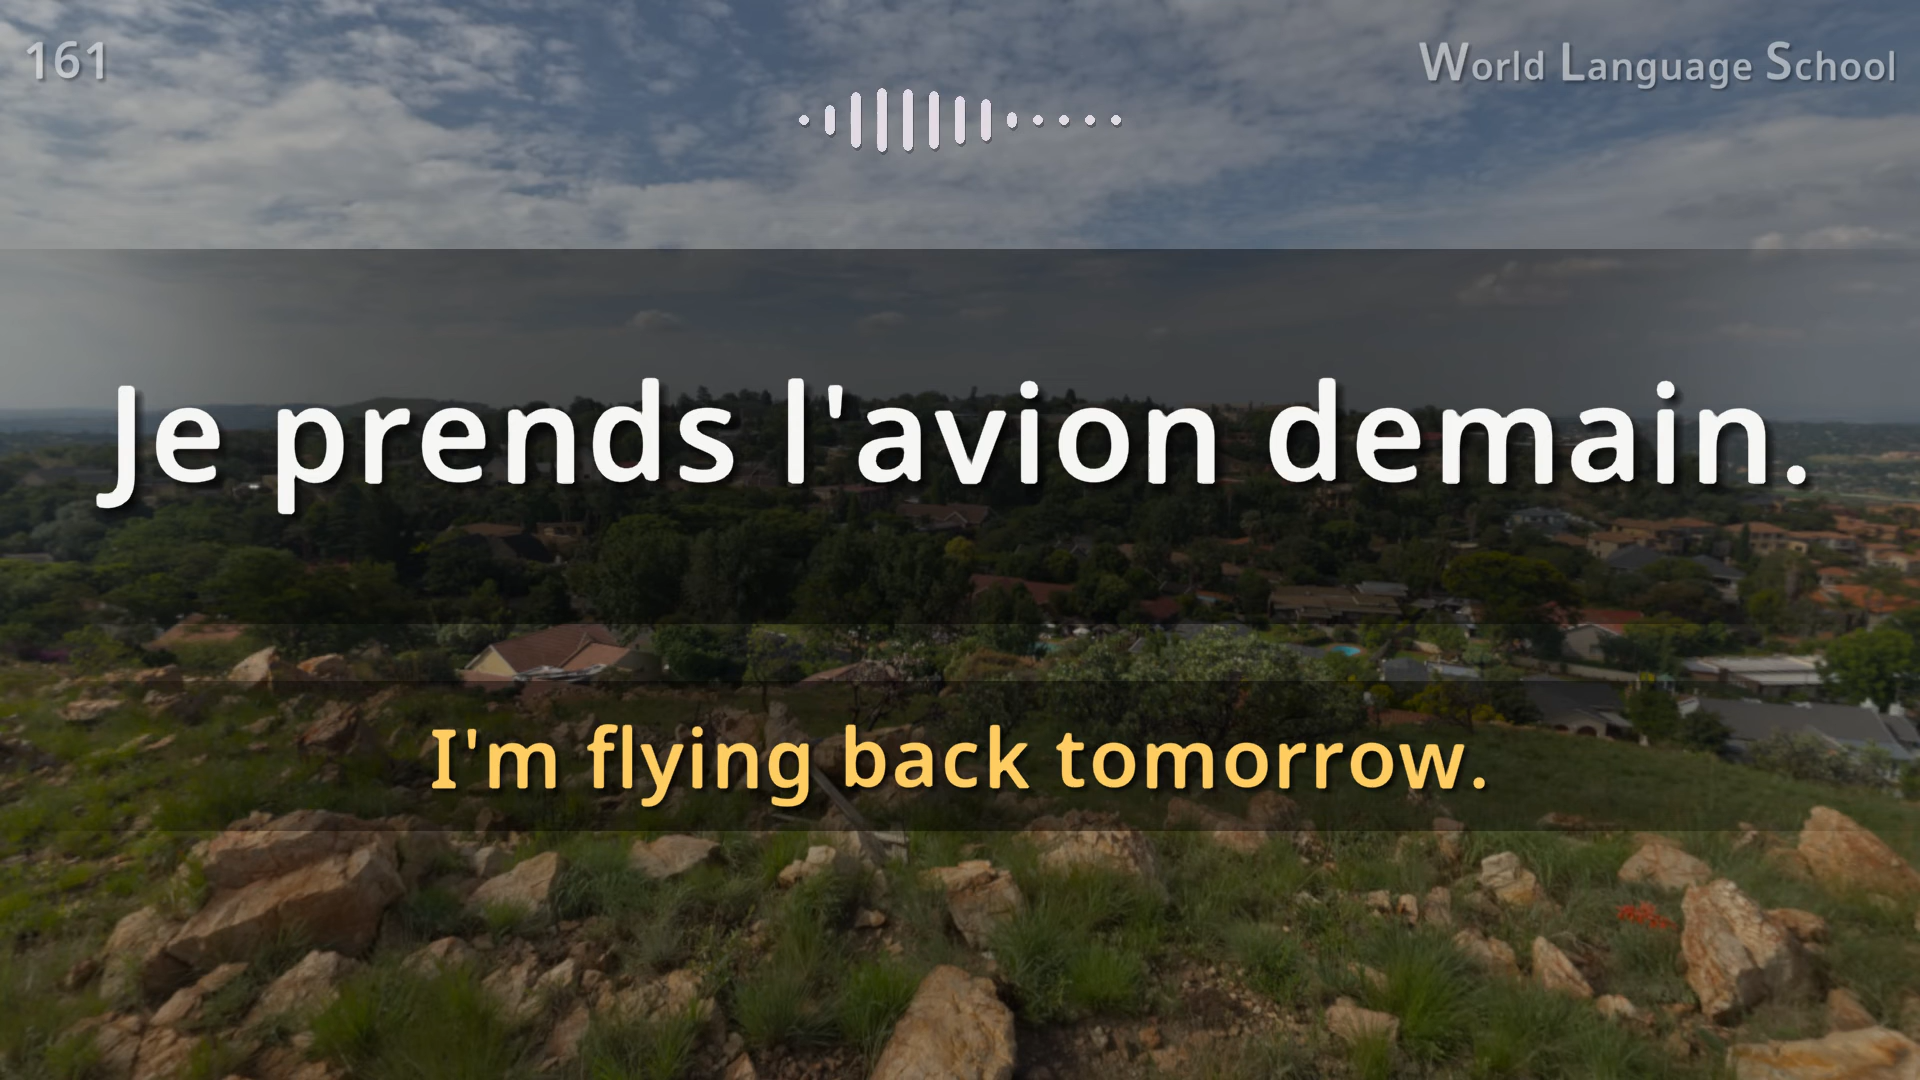 161
World Language School
Je prends l'avion demain.
I'm flying back tomorrow.